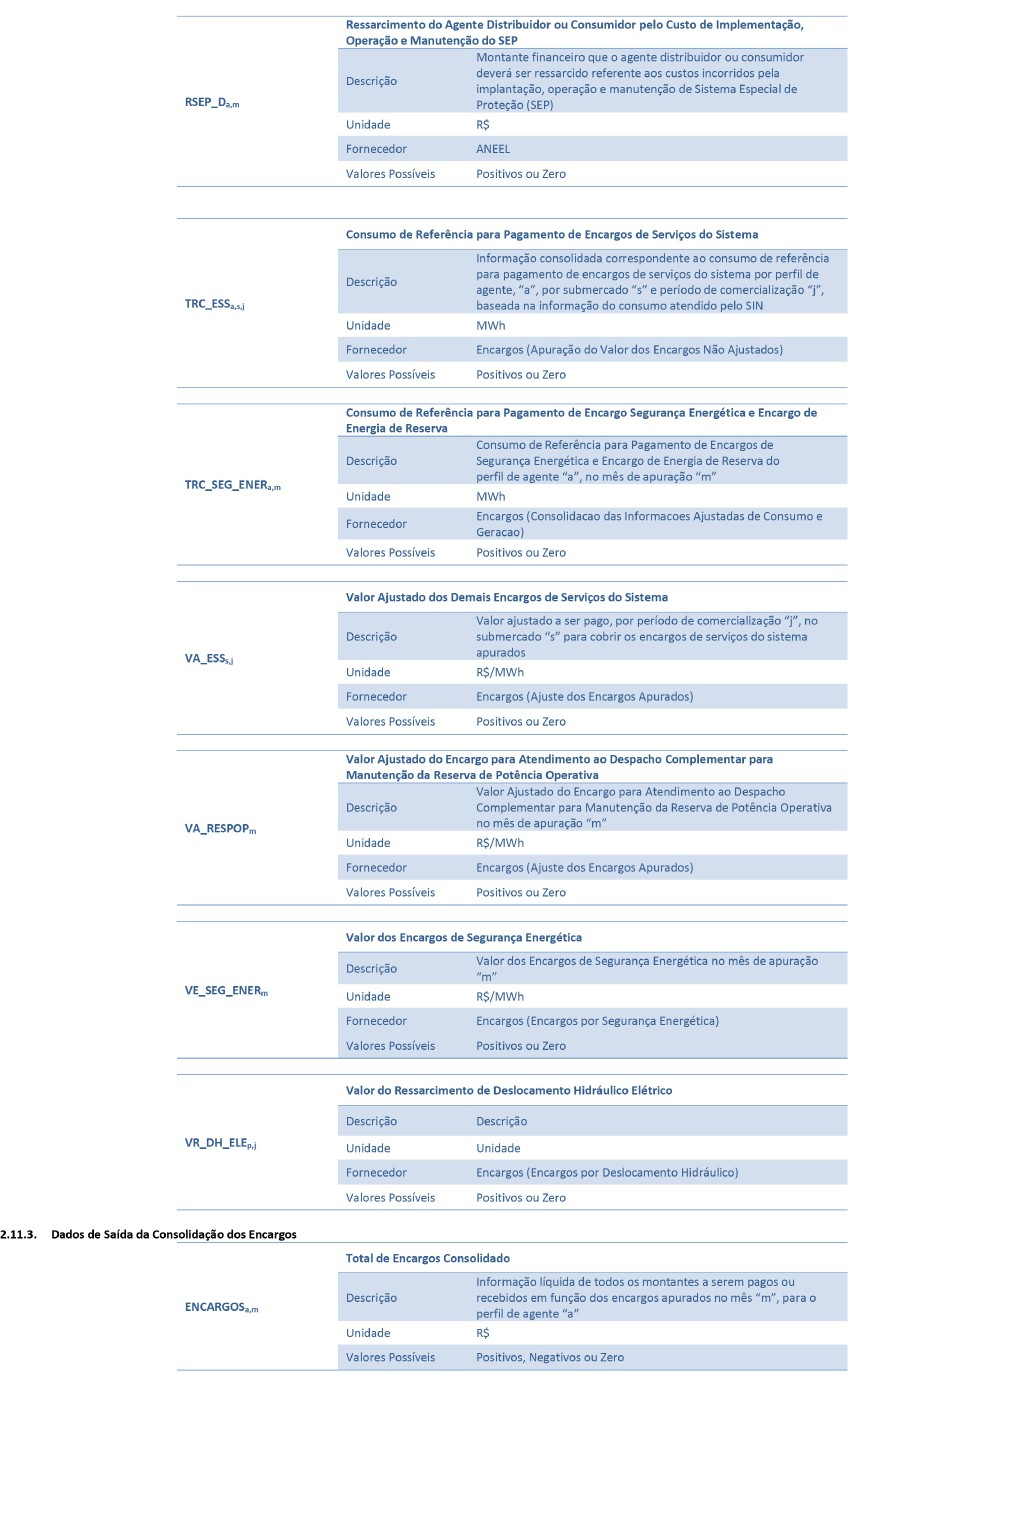 Ressarcimento do Agente Distribuidor ou Consumidor pelo Custo de Implementação,
Operação e Manutenção do SEP
RSEP_Da,m
Descrição
Montante financeiro que o agente distribuidor ou consumidor
deverá ser ressarcido referente aos custos incorridos pela
implantação, operação e manutenção de Sistema Especial de
Proteção (SEP)
Unidade R$
Fornecedor ANEEL
Valores Possíveis Positivos ou Zero
Consumo de Referência para Pagamento de Encargos de Serviços do Sistema
TRC_ESSa,s,j
Descrição
Informação consolidada correspondente ao consumo de referência
para pagamento de encargos de serviços do sistema por perfil de
agente, “a”, por submercado “s” e período de comercialização “j”,
baseada na informação do consumo atendido pelo SIN
Unidade MWh
Fornecedor Encargos (Apuração do Valor dos Encargos Não Ajustados)
Valores Possíveis Positivos ou Zero
Consumo de Referência para Pagamento de Encargo Segurança Energética e Encargo de
Energia de Reserva
TRC_SEG_ENERa,m
Descrição
Consumo de Referência para Pagamento de Encargos de
Segurança Energética e Encargo de Energia de Reserva do
perfil de agente “a”, no mês de apuração “m”
Unidade MWh
Fornecedor
Encargos (Consolidacao das Informacoes Ajustadas de Consumo e
Geracao)
Valores Possíveis Positivos ou Zero
Valor Ajustado dos Demais Encargos de Serviços do Sistema
VA_ESSs,j
Descrição
Valor ajustado a ser pago, por período de comercialização “j”, no
submercado “s” para cobrir os encargos de serviços do sistema
apurados
Unidade R$/MWh
Fornecedor Encargos (Ajuste dos Encargos Apurados)
Valores Possíveis Positivos ou Zero
Valor Ajustado do Encargo para Atendimento ao Despacho Complementar para
Manutenção da Reserva de Potência Operativa
VA_RESPOPm
Descrição
Valor Ajustado do Encargo para Atendimento ao Despacho
Complementar para Manutenção da Reserva de Potência Operativa
no mês de apuração “m”
Unidade R$/MWh
Fornecedor Encargos (Ajuste dos Encargos Apurados)
Valores Possíveis Positivos ou Zero
Valor dos Encargos de Segurança Energética
VE_SEG_ENERm
Descrição
Valor dos Encargos de Segurança Energética no mês de apuração
“m”
Unidade R$/MWh
Fornecedor Encargos (Encargos por Segurança Energética)
Valores Possíveis Positivos ou Zero
Valor do Ressarcimento de Deslocamento Hidráulico Elétrico
VR_DH_ELEp,j
Descrição Descrição
Unidade Unidade
Fornecedor Encargos (Encargos por Deslocamento Hidráulico)
Valores Possíveis Positivos ou Zero
2.11.3. Dados de Saída da Consolidação dos Encargos
Total de Encargos Consolidado
ENCARGOSa,m
Descrição
Informação líquida de todos os montantes a serem pagos ou
recebidos em função dos encargos apurados no mês “m”, para o
perfil de agente “a”
Unidade R$
Valores Possíveis Positivos, Negativos ou Zero